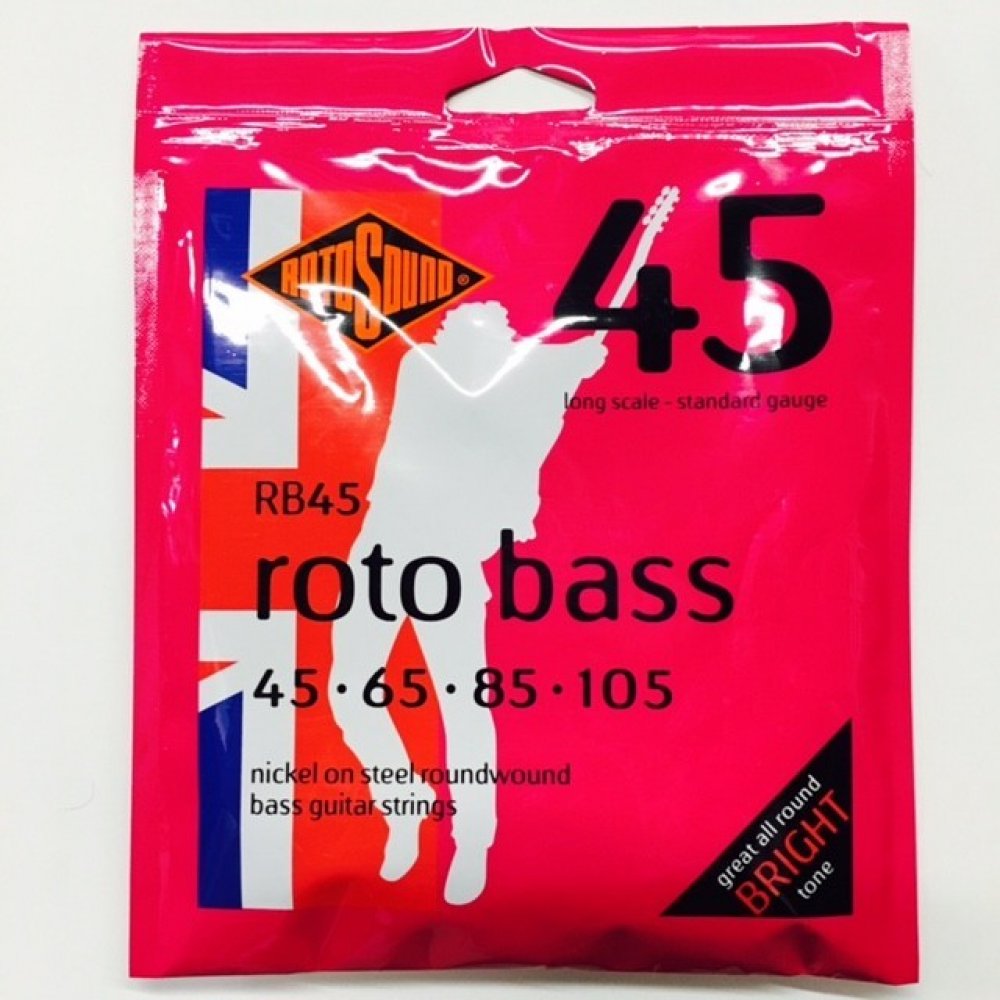 ROTOSOUND®
45
long scale - standard gauge
RB45
roto bass
45 · 65 · 85 · 105
nickel on steel roundwound
bass guitar strings
great all round
BRIGHT
tone